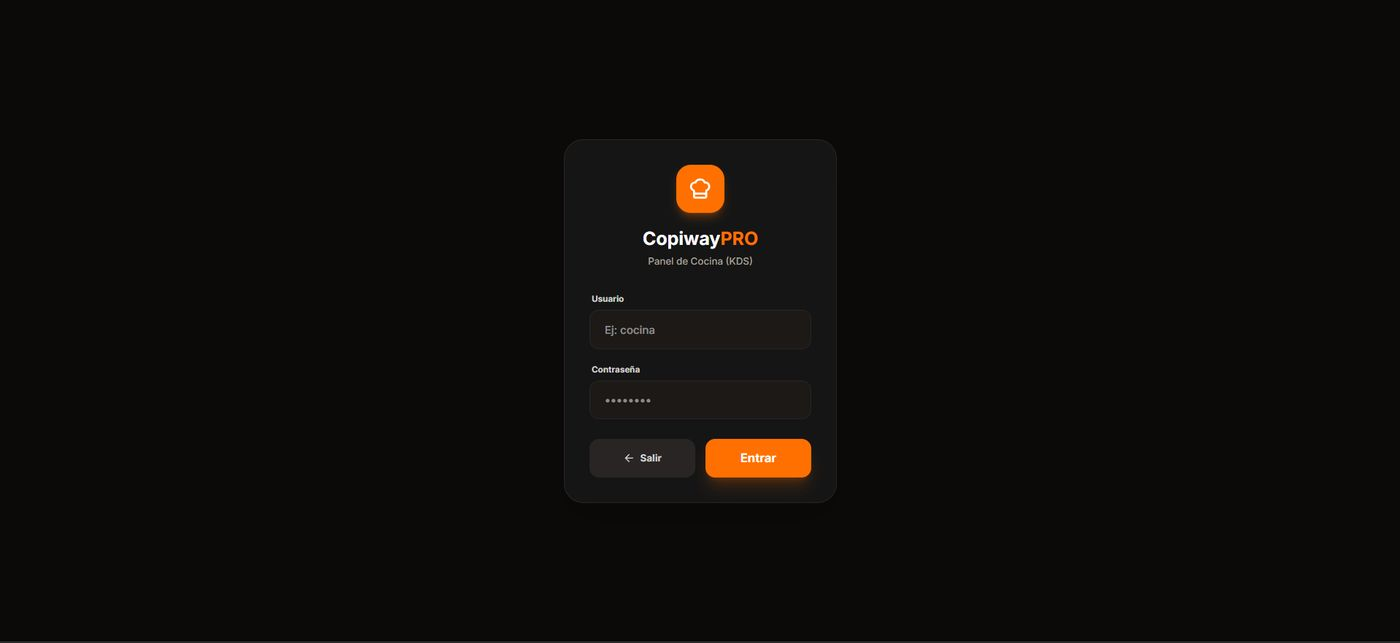 CopiwayPRO
Panel de Cocina (KDS)
Usuario
Ej: cocina
Contraseña
••••••••
← Salir
Entrar